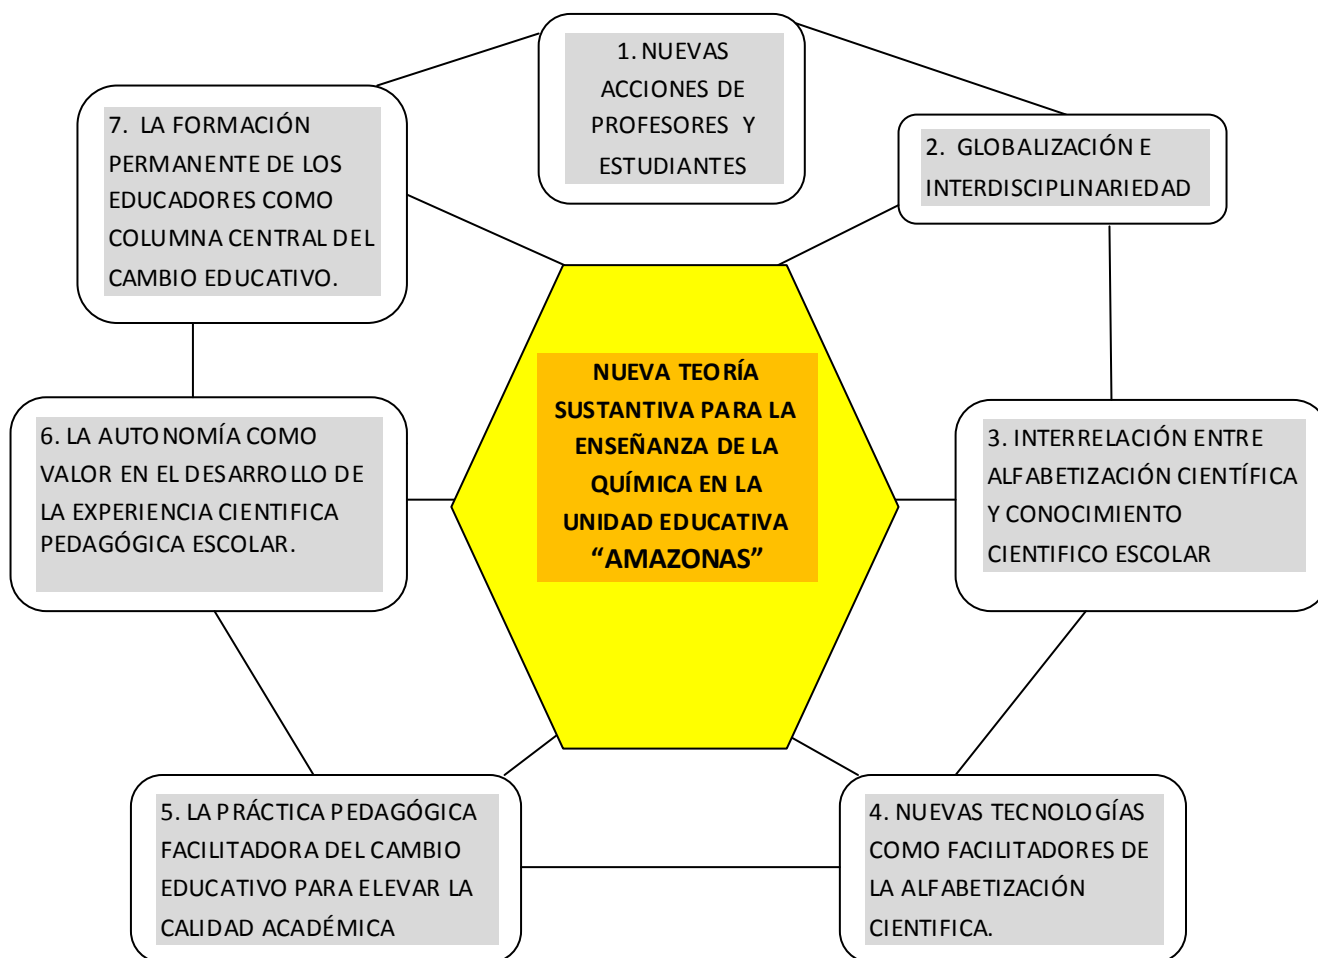 1. NUEVAS
ACCIONES DE
PROFESORES Y
ESTUDIANTES
2. GLOBALIZACIÓN E
INTERDISCIPLINARIEDAD
3. INTERRELACIÓN ENTRE
ALFABETIZACIÓN CIENTÍFICA
Y CONOCIMIENTO
CIENTIFICO ESCOLAR
4. NUEVAS TECNOLOGÍAS
COMO FACILITADORES DE
LA ALFABETIZACIÓN
CIENTIFICA.
5. LA PRÁCTICA PEDAGÓGICA
FACILITADORA DEL CAMBIO
EDUCATIVO PARA ELEVAR LA
CALIDAD ACADÉMICA
6. LA AUTONOMÍA COMO
VALOR EN EL DESARROLLO DE
LA EXPERIENCIA CIENTIFICA
PEDAGÓGICA ESCOLAR.
7. LA FORMACIÓN
PERMANENTE DE LOS
EDUCADORES COMO
COLUMNA CENTRAL DEL
CAMBIO EDUCATIVO.
NUEVA TEORÍA
SUSTANTIVA PARA LA
ENSEÑANZA DE LA
QUÍMICA EN LA
UNIDAD EDUCATIVA
“AMAZONAS”